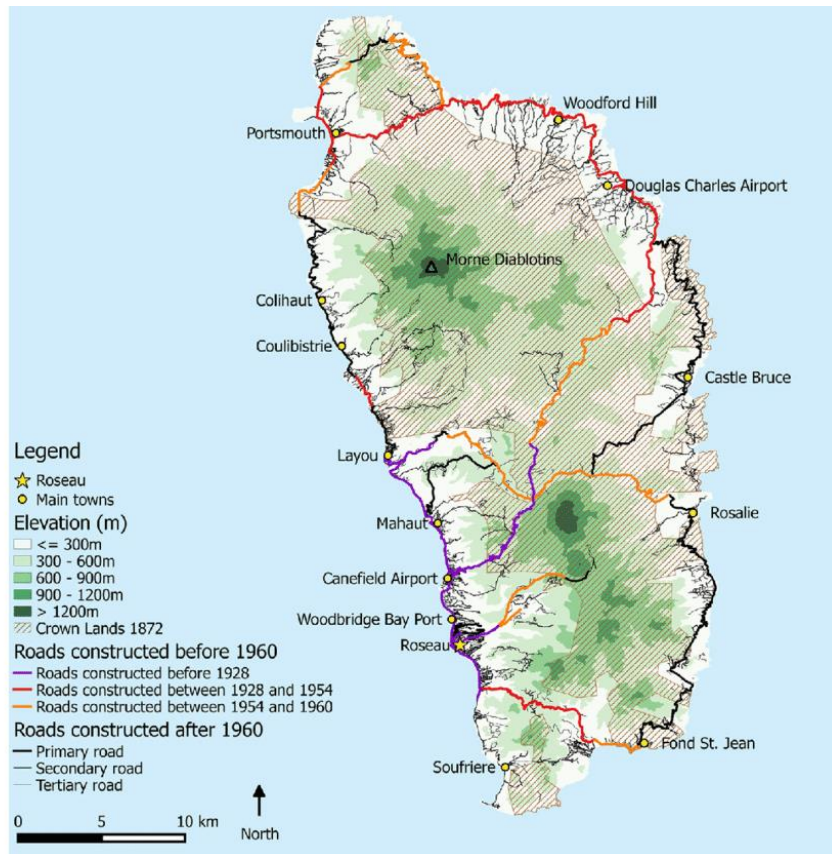 Woodford Hill
Portsmouth
Douglas Charles Airport
Morne Diablotins
Colihaut
Coulibistrie
Castle Bruce
Layou
Mahaut
Rosalie
Canefield Airport
Woodbridge Bay Port
Roseau
Fond St. Jean
Soufriere
Legend
Roseau
Main towns
Elevation (m)
<= 300m
300 - 600m
600 - 900m
900 - 1200m
> 1200m
Crown Lands 1872
Roads constructed before 1960
Roads constructed before 1928
Roads constructed between 1928 and 1954
Roads constructed between 1954 and 1960
Roads constructed after 1960
Primary road
Secondary road
Tertiary road
0 5 10 km
North